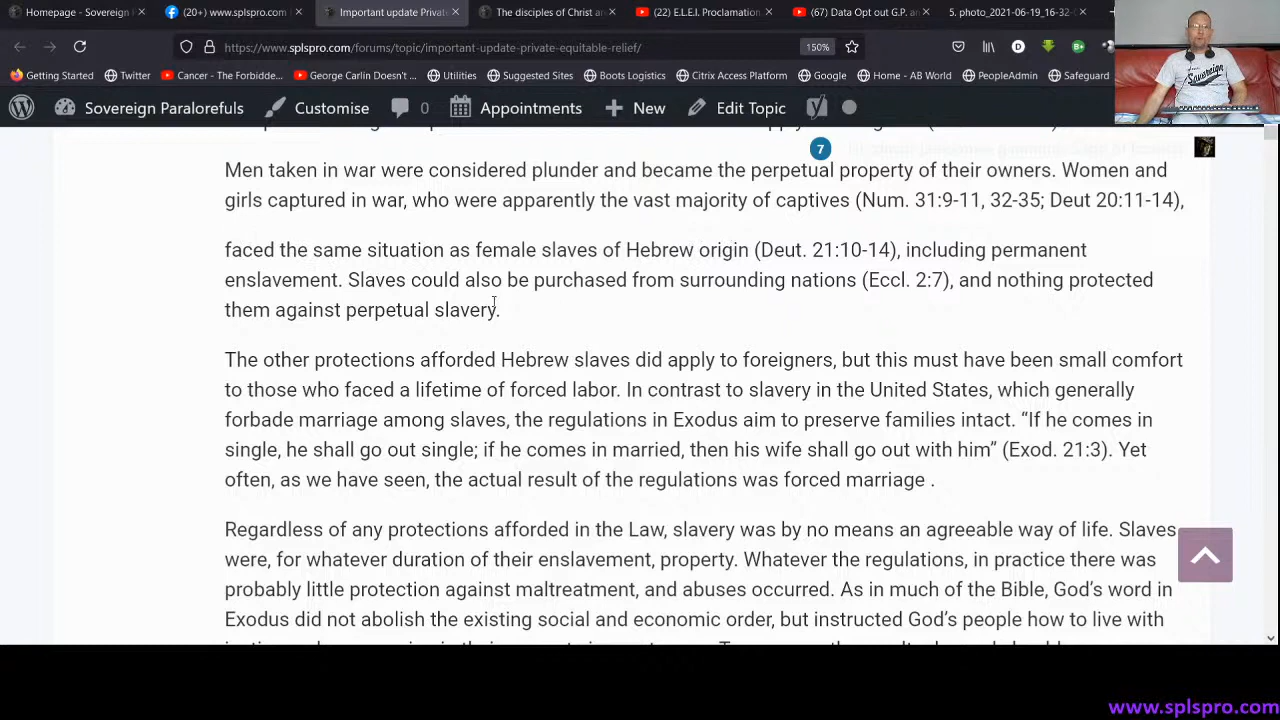 Homepage - Sovereign
(20+) www.splspro.com
Important update Privat
The disciples of Christ ar
(22) E.L.E.I. Proclamation
(67) Data Opt out G.P. an
5. photo_2021-06-19_16-32-
https://www.splspro.com/forums/topic/important-update-private-equitable-relief/
150%
Getting Started
Twitter
Cancer - The Forbidde...
George Carlin Doesn't...
Utilities
Suggested Sites
Boots Logistics
Citrix Access Platform
Google
Home - AB World
PeopleAdmin
Safeguard
Sovereign
Sovereign Paralorefuls
Customise
0
Appointments
New
Edit Topic
7
Men taken in war were considered plunder and became the perpetual property of their owners. Women and
girls captured in war, who were apparently the vast majority of captives (Num. 31:9-11, 32-35; Deut 20:11-14),
faced the same situation as female slaves of Hebrew origin (Deut. 21:10-14), including permanent
enslavement. Slaves could also be purchased from surrounding nations (Eccl. 2:7), and nothing protected
them against perpetual slavery.
The other protections afforded Hebrew slaves did apply to foreigners, but this must have been small comfort
to those who faced a lifetime of forced labor. In contrast to slavery in the United States, which generally
forbade marriage among slaves, the regulations in Exodus aim to preserve families intact. “If he comes in
single, he shall go out single; if he comes in married, then his wife shall go out with him” (Exod. 21:3). Yet
often, as we have seen, the actual result of the regulations was forced marriage .
Regardless of any protections afforded in the Law, slavery was by no means an agreeable way of life. Slaves
were, for whatever duration of their enslavement, property. Whatever the regulations, in practice there was
probably little protection against maltreatment, and abuses occurred. As in much of the Bible, God’s word in
Exodus did not abolish the existing social and economic order, but instructed God’s people how to live with
www.splspro.com